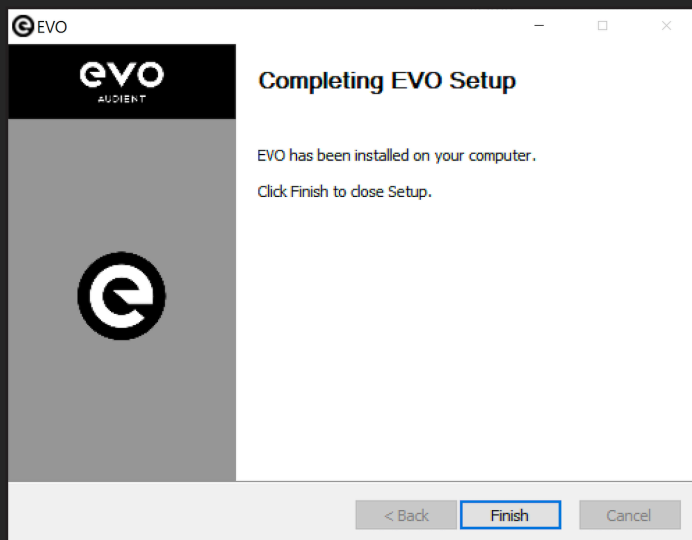 EVO
evo
AUDIENT
Completing EVO Setup
EVO has been installed on your computer.
Click Finish to close Setup.
e
< Back
Finish
Cancel